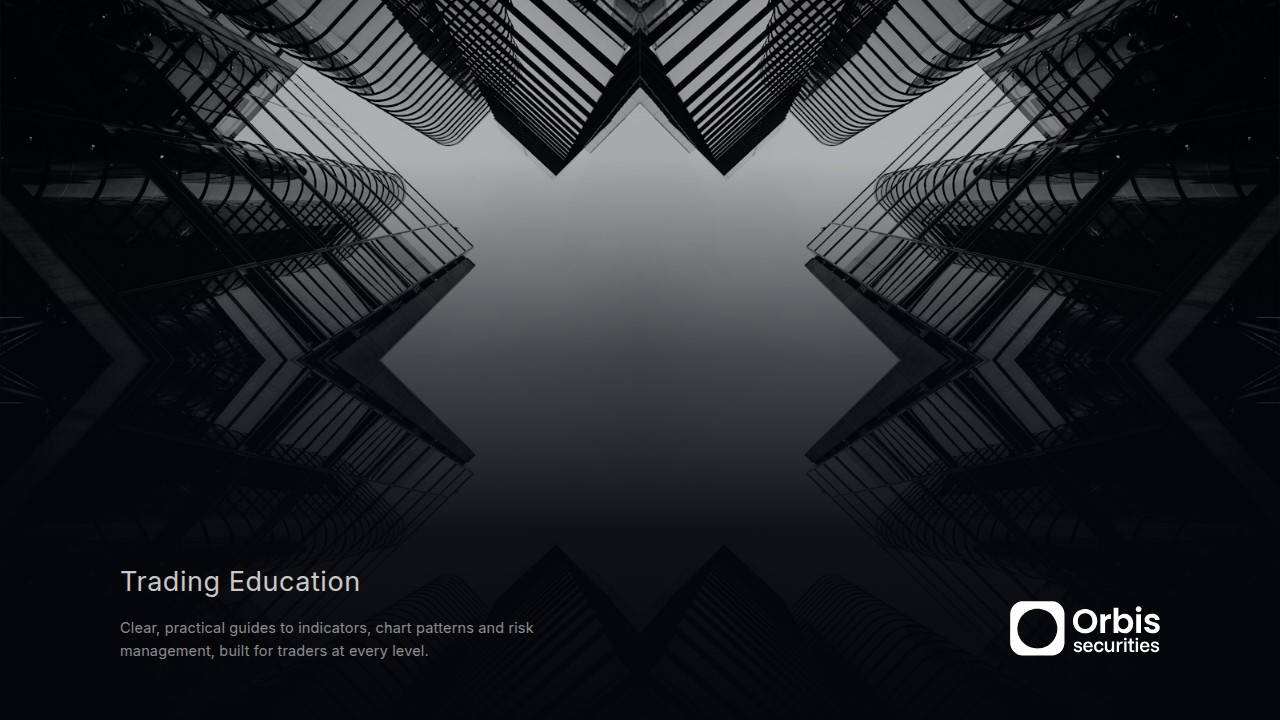 Trading Education
Clear, practical guides to indicators, chart patterns and risk
management, built for traders at every level.
Orbis
securities